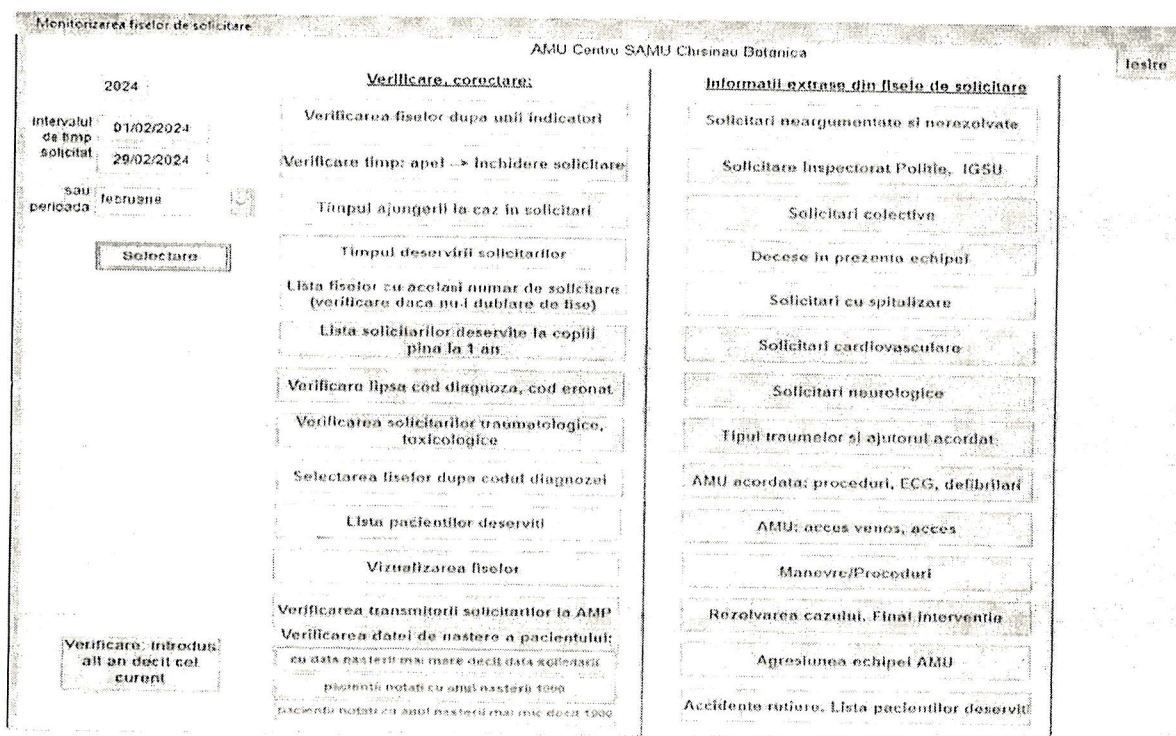 Monitorizarea fiselor de solicitare
AMU Centru SAMU Chisinau Botanica
Iesire
2024
Intervalul
de timp
solicitat
01/02/2024
29/02/2024
sau
perioada
februarie
Selectare
Verificare, introdus
alt an decit cel
curent
Verificare, corectare:
Verificarea fiselor dupa unii indicatori
Verificare timp: apel --> inchidere solicitare
Timpul ajungerii la caz in solicitari
Timpul deservirii solicitarilor
Lista fiselor cu acelasi numar de solicitare
(verificare daca nu-i dublare de fise)
Lista solicitarilor deservite la copiii
pina la 1 an
Verificare lipsa cod diagnoza, cod eronat
Verificarea solicitarilor traumatologice,
toxicologice
Selectarea fiselor dupa codul diagnozei
Lista pacientilor deserviti
Vizualizarea fiselor
Verificarea transmiterii solicitarilor la AMP
Verificarea datei de nastere a pacientului:
cu data nasterii mai mare decit data solicitarii
pacientii notati cu anul nasterii 1900
pacientii notati cu anul nasterii mai mic decit 1900
Informatii extrase din fisele de solicitare
Solicitari neargumentate si nerezolvate
Solicitare Inspectorat Politie, IGSU
Solicitari colective
Decese in prezenta echipei
Solicitari cu spitalizare
Solicitari cardiovasculare
Solicitari neurologice
Tipul traumelor si ajutorul acordat
AMU acordata: proceduri, ECG, defibrilari
AMU: acces venos, acces
Manevre/Proceduri
Rezolvarea cazului. Final interventie
Agresiunea echipei AMU
Accidente rutiere. Lista pacientilor deserviti